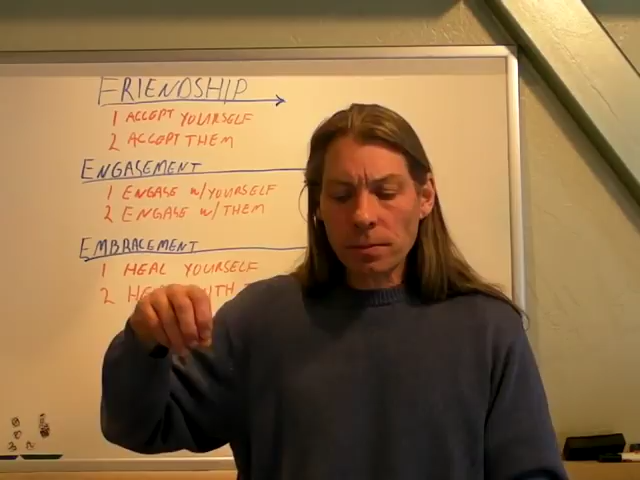 FRIENDSHIP
1 ACCEPT YOURSELF
2 ACCEPT THEM
ENGAGEMENT
1 ENGAGE W/YOURSELF
2 ENGAGE W/ THEM
EMBRACEMENT
1 HEAL YOURSELF
2